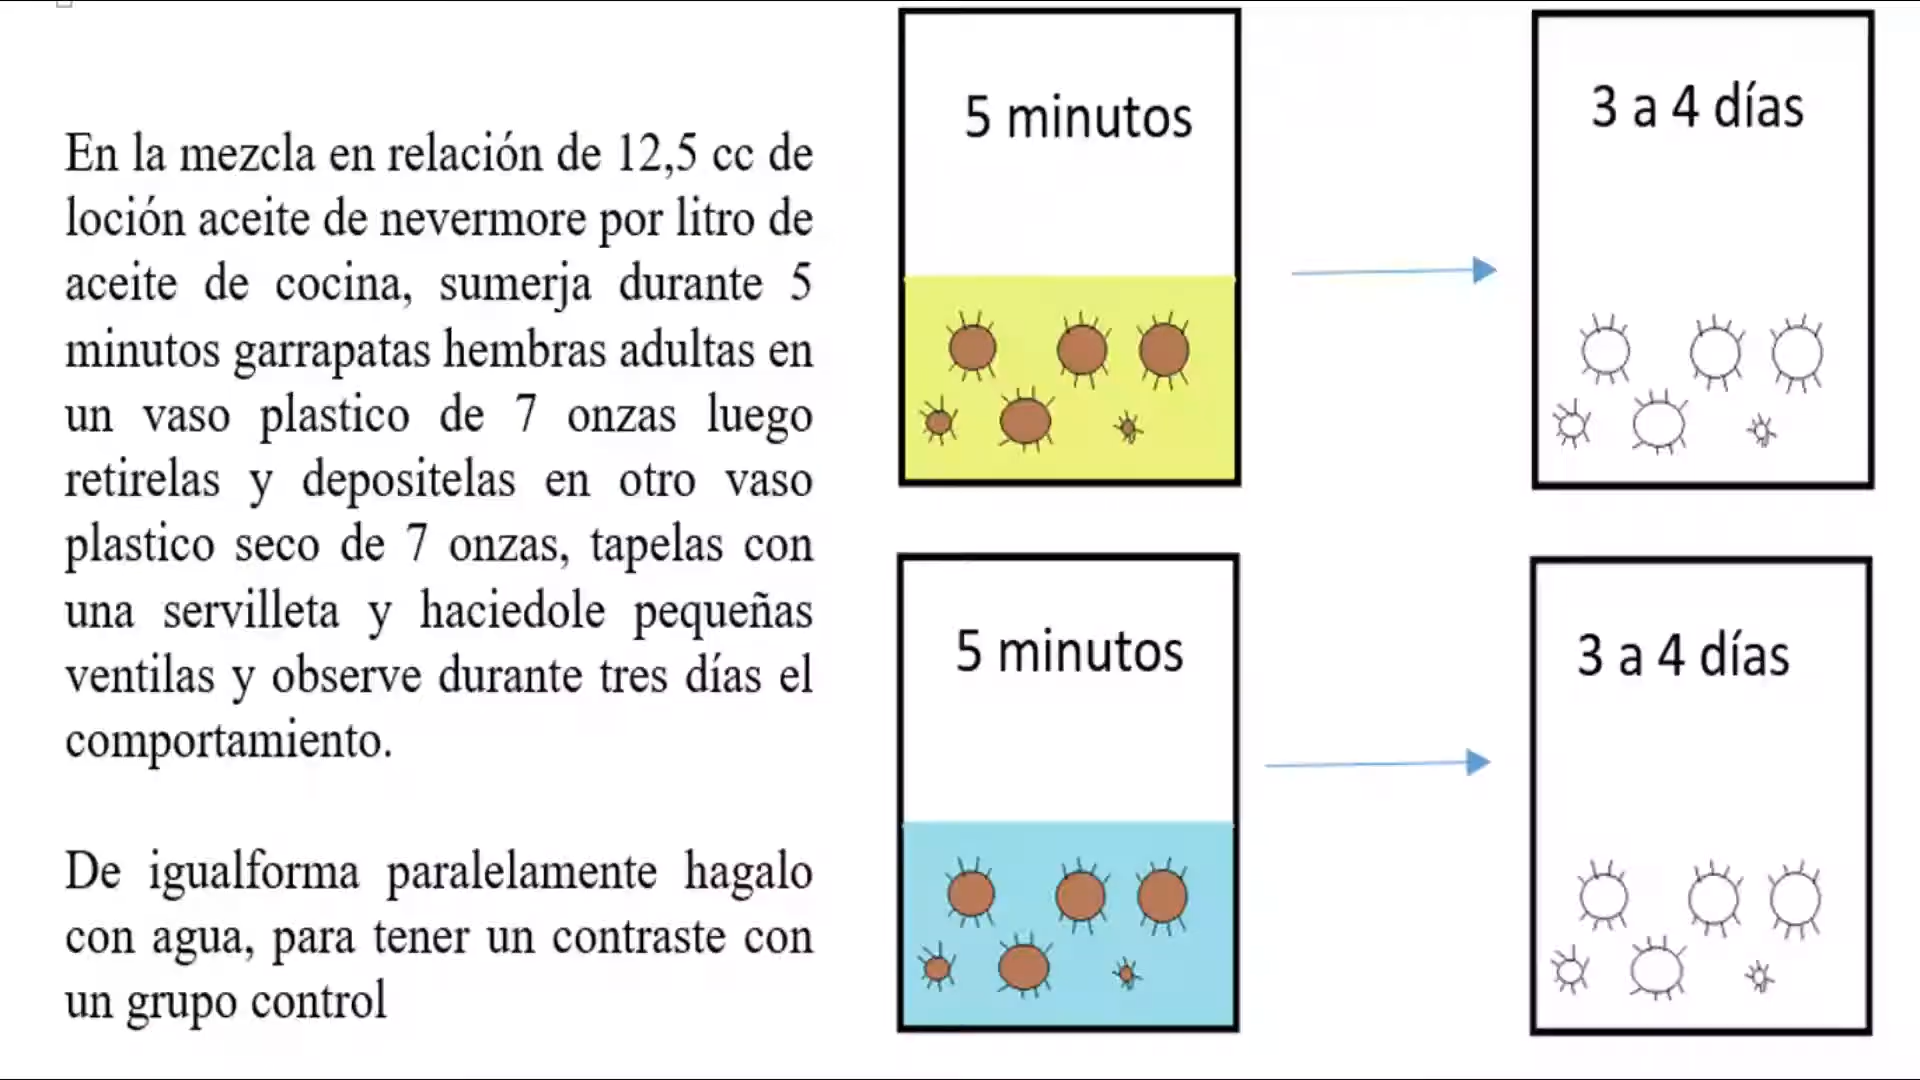 En la mezcla en relación de 12,5 cc de
loción aceite de nevermore por litro de
aceite de cocina, sumerja durante 5
minutos garrapatas hembras adultas en
un vaso plastico de 7 onzas luego
retirelas y depositelas en otro vaso
plastico seco de 7 onzas, tapelas con
una servilleta y haciedole pequeñas
ventilas y observe durante tres días el
comportamiento.
De igualforma paralelamente hagalo
con agua, para tener un contraste con
un grupo control
5 minutos
3 a 4 días
5 minutos
3 a 4 días